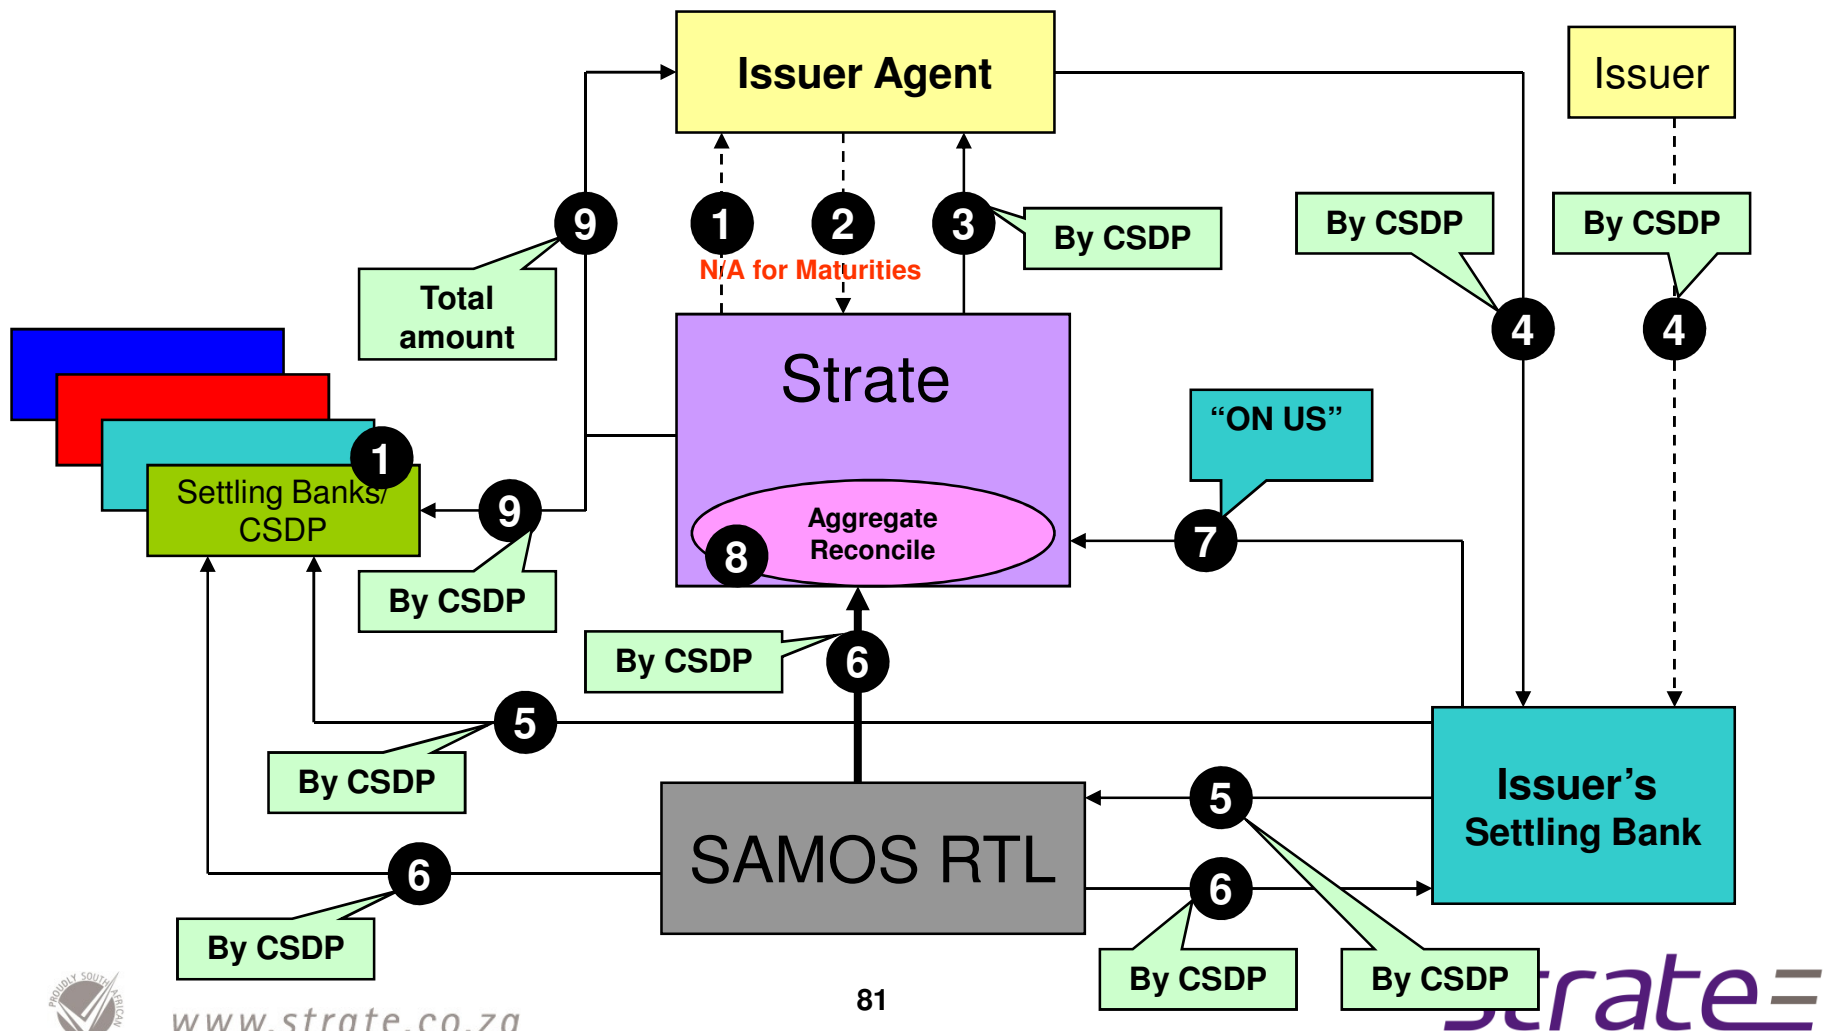 Issuer Agent
Issuer
9
1
2
3
By CSDP
By CSDP
By CSDP
N/A for Maturities
Total
amount
4
4
Strate
“ON US”
1
Settling Banks/
CSDP
9
Aggregate
Reconcile
8
7
By CSDP
By CSDP
6
5
By CSDP
Issuer’s
Settling Bank
5
SAMOS RTL
6
6
By CSDP
By CSDP
By CSDP
PROUDLY SOUTH AFRICAN
www.strate.co.za
81
strate